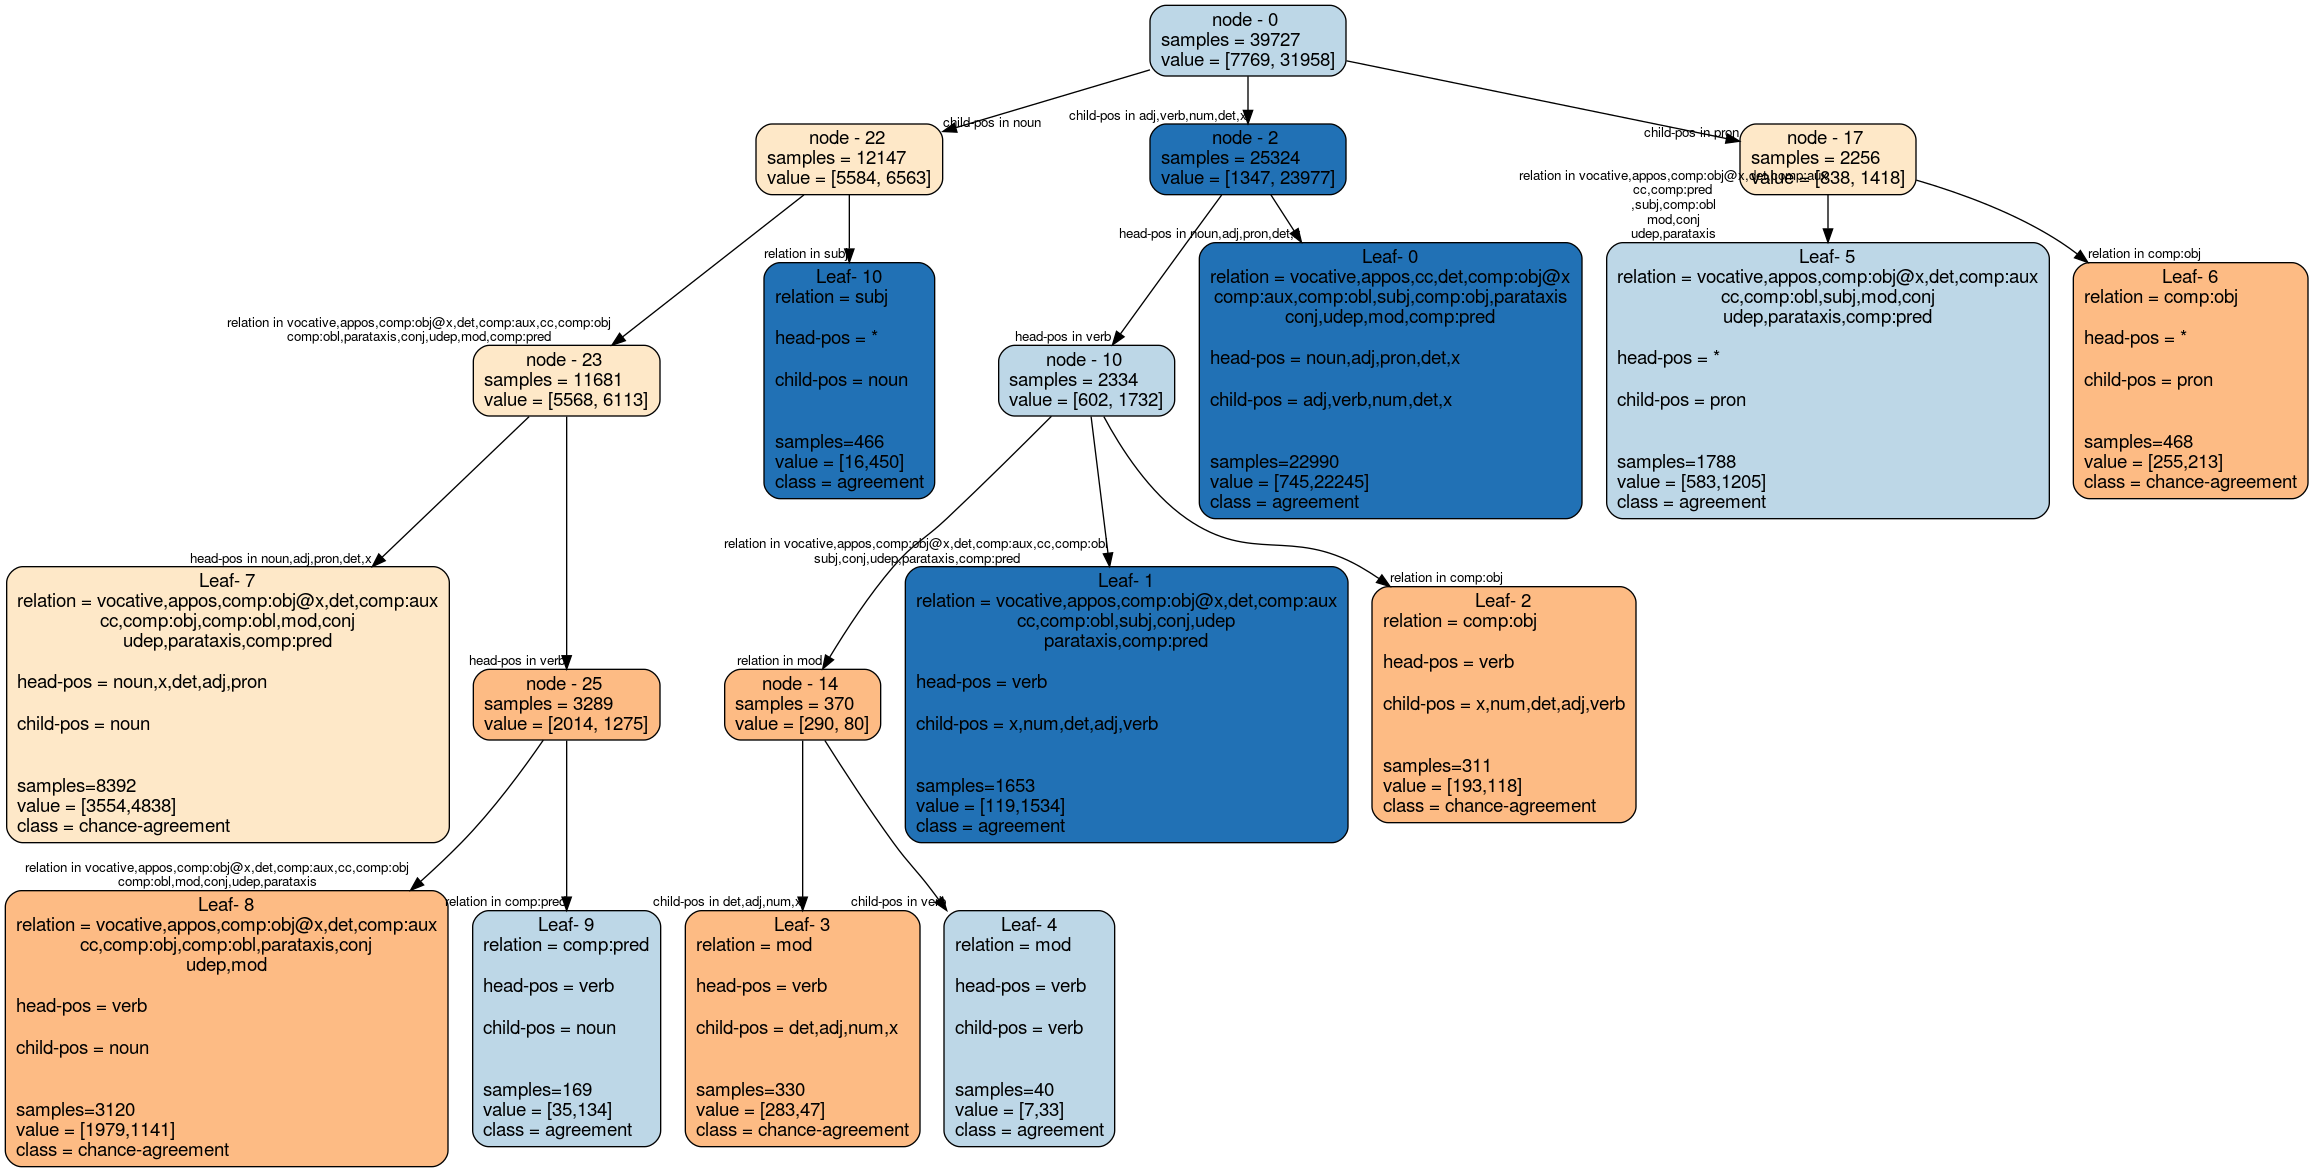 node - 0
samples = 39727
value = [7769, 31958]
child-pos in noun
child-pos in adj,verb,num,det,x
child-pos in pron
node - 22
samples = 12147
value = [5584, 6563]
node - 2
samples = 25324
value = [1347, 23977]
node - 17
samples = 2256
value = [838, 1418]
relation in vocative,appos,comp:obj@x,det,comp:aux
cc,comp:pred
,subj,comp:obl
mod,conj
udep,parataxis
relation in subj
head-pos in noun,adj,pron,det,x
relation in comp:obj
Leaf- 10
relation = subj
head-pos = *
child-pos = noun
samples=466
value = [16,450]
class = agreement
Leaf- 0
relation = vocative,appos,cc,det,comp:obj@x
comp:aux,comp:obl,subj,comp:obj,parataxis
conj,udep,mod,comp:pred
head-pos = noun,adj,pron,det,x
child-pos = adj,verb,num,det,x
samples=22990
value = [745,22245]
class = agreement
Leaf- 5
relation = vocative,appos,comp:obj@x,det,comp:aux
cc,comp:obl,subj,mod,conj
udep,parataxis,comp:pred
head-pos = *
child-pos = pron
samples=1788
value = [583,1205]
class = agreement
Leaf- 6
relation = comp:obj
head-pos = *
child-pos = pron
samples=468
value = [255,213]
class = chance-agreement
relation in vocative,appos,comp:obj@x,det,comp:aux,cc,comp:obj
comp:obl,parataxis,conj,udep,mod,comp:pred
head-pos in verb
node - 23
samples = 11681
value = [5568, 6113]
node - 10
samples = 2334
value = [602, 1732]
head-pos in noun,adj,pron,det,x
relation in vocative,appos,comp:obj@x,det,comp:aux,cc,comp:obl
subj,conj,udep,parataxis,comp:pred
relation in comp:obj
Leaf- 7
relation = vocative,appos,comp:obj@x,det,comp:aux
cc,comp:obj,comp:obl,mod,conj
udep,parataxis,comp:pred
head-pos = noun,x,det,adj,pron
child-pos = noun
samples=8392
value = [3554,4838]
class = chance-agreement
head-pos in verb
node - 25
samples = 3289
value = [2014, 1275]
relation in mod
node - 14
samples = 370
value = [290, 80]
Leaf- 1
relation = vocative,appos,comp:obj@x,det,comp:aux
cc,comp:obl,subj,conj,udep
parataxis,comp:pred
head-pos = verb
child-pos = x,num,det,adj,verb
samples=1653
value = [119,1534]
class = agreement
Leaf- 2
relation = comp:obj
head-pos = verb
child-pos = x,num,det,adj,verb
samples=311
value = [193,118]
class = chance-agreement
relation in vocative,appos,comp:obj@x,det,comp:aux,cc,comp:obj
comp:obl,mod,conj,udep,parataxis
relation in comp:pred
child-pos in det,adj,num,x
child-pos in verb
Leaf- 8
relation = vocative,appos,comp:obj@x,det,comp:aux
cc,comp:obj,comp:obl,parataxis,conj
udep,mod
head-pos = verb
child-pos = noun
samples=3120
value = [1979,1141]
class = chance-agreement
Leaf- 9
relation = comp:pred
head-pos = verb
child-pos = noun
samples=169
value = [35,134]
class = agreement
Leaf- 3
relation = mod
head-pos = verb
child-pos = det,adj,num,x
samples=330
value = [283,47]
class = chance-agreement
Leaf- 4
relation = mod
head-pos = verb
child-pos = verb
samples=40
value = [7,33]
class = agreement